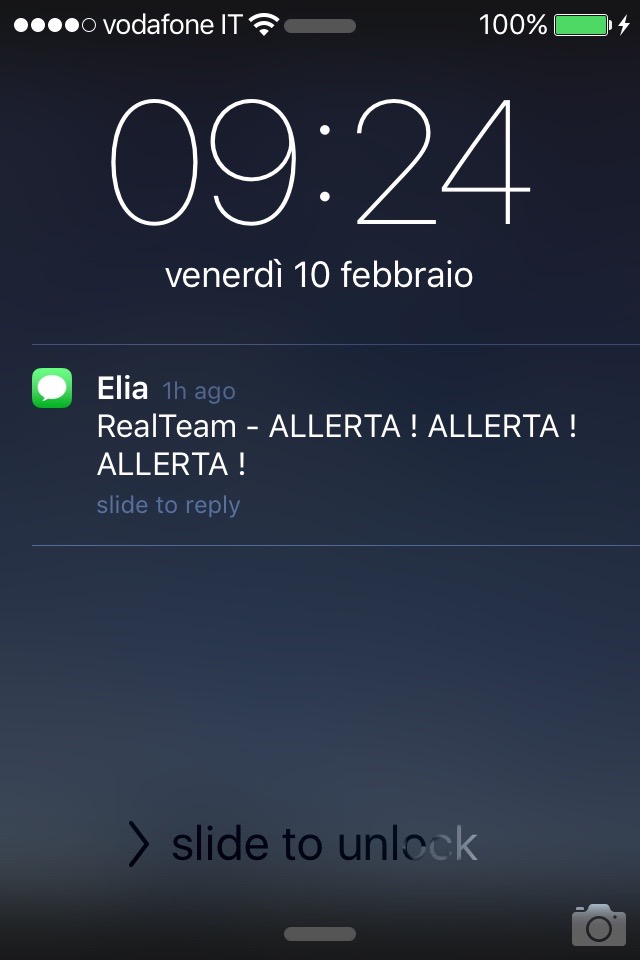 vodafone IT 100%
09:24
venerdì 10 febbraio
Elia 1h ago
RealTeam - ALLERTA ! ALLERTA !
ALLERTA !
slide to reply
slide to unlock